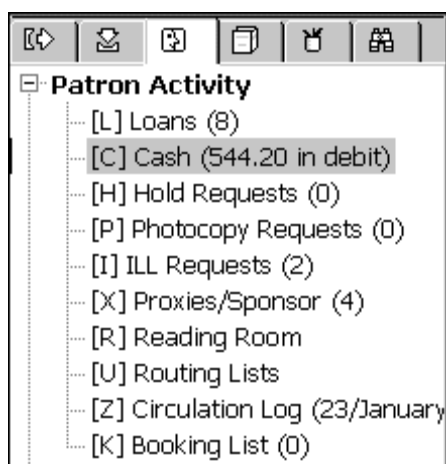 Patron Activity
[L] Loans (8)
[C] Cash (544.20 in debit)
[H] Hold Requests (0)
[P] Photocopy Requests (0)
[I] ILL Requests (2)
[X] Proxies/Sponsor (4)
[R] Reading Room
[U] Routing Lists
[Z] Circulation Log (23/January
[K] Booking List (0)